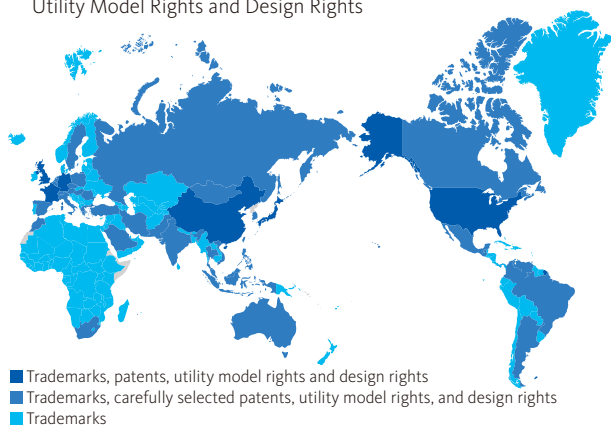 Utility Model Rights and Design Rights
Trademarks, patents, utility model rights and design rights
Trademarks, carefully selected patents, utility model rights, and design rights
Trademarks